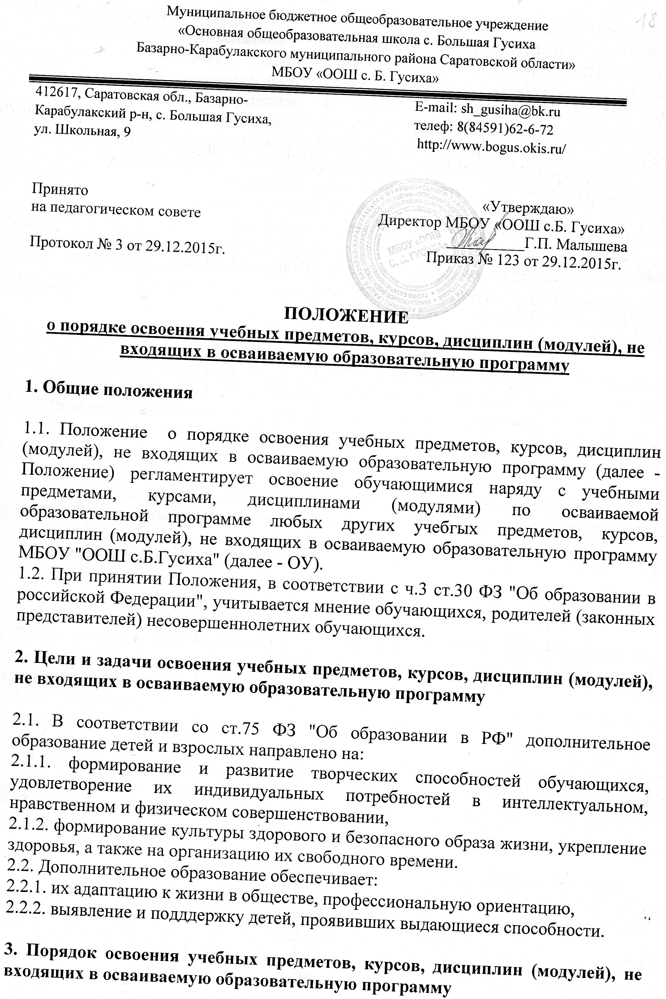 18
Муниципальное бюджетное общеобразовательное учреждение
«Основная общеобразовательная школа с. Большая Гусиха
Базарно-Карабулакского муниципального района Саратовской области»
МБОУ «ООШ с. Б. Гусиха»
412617, Саратовская обл., Базарно-
Карабулакский р-н, с. Большая Гусиха,
ул. Школьная, 9
E-mail: sh_gusiha@bk.ru
телеф: 8(84591)62-6-72
http://www.bogus.okis.ru/
Принято
на педагогическом совете
Протокол № 3 от 29.12.2015г.
«Утверждаю»
Директор МБОУ «ООШ с.Б. Гусиха»
Г.П. Малышева
Приказ № 123 от 29.12.2015г.
МБОУ «ООШ
С. Б. ГУСИХА»
ПОЛОЖЕНИЕ
о порядке освоения учебных предметов, курсов, дисциплин (модулей), не
входящих в осваиваемую образовательную программу
1. Общие положения
1.1. Положение о порядке освоения учебных предметов, курсов, дисциплин
(модулей), не входящих в осваиваемую образовательную программу (далее -
Положение) регламентирует освоение обучающимися наряду с учебными
предметами, курсами, дисциплинами (модулями) по осваиваемой
образовательной программе любых других учебгых предметов, курсов,
дисциплин (модулей), не входящих в осваиваемую образовательную программу
МБОУ "ООШ с.Б.Гусиха" (далее - ОУ).
1.2. При принятии Положения, в соответствии с ч.3 ст.30 ФЗ "Об образовании в
российской Федерации", учитывается мнение обучающихся, родителей (законных
представителей) несовершеннолетних обучающихся.
2. Цели и задачи освоения учебных предметов, курсов, дисциплин (модулей),
не входящих в осваиваемую образовательную программу
2.1. В соответствии со ст.75 ФЗ "Об образовании в РФ" дополнительное
образование детей и взрослых направлено на:
2.1.1. формирование и развитие творческих способностей обучающихся,
удовлетворение их индивидуальных потребностей в интеллектуальном,
нравственном и физическом совершенствовании,
2.1.2. формирование культуры здорового и безопасного образа жизни, укрепление
здоровья, а также на организацию их свободного времени.
2.2. Дополнительное образование обеспечивает:
2.2.1. их адаптацию к жизни в обществе, профессиональную ориентацию,
2.2.2. выявление и подддержку детей, проявивших выдающиеся способности.
3. Порядок освоения учебных предметов, курсов, дисциплин (модулей), не
входящих в осваиваемую образовательную программу